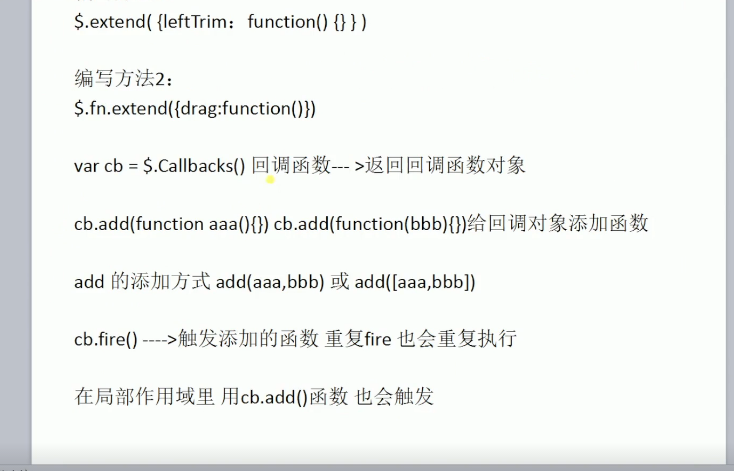 $.extend( {leftTrim：function() {} } )
编写方法2：
$.fn.extend({drag:function()})
var cb = $.Callbacks() 回调函数--- >返回回调函数对象
cb.add(function aaa(){}) cb.add(function(bbb){})给回调对象添加函数
add 的添加方式 add(aaa,bbb) 或 add([aaa,bbb])
cb.fire() ---->触发添加的函数 重复fire 也会重复执行
在局部作用域里 用cb.add()函数 也会触发